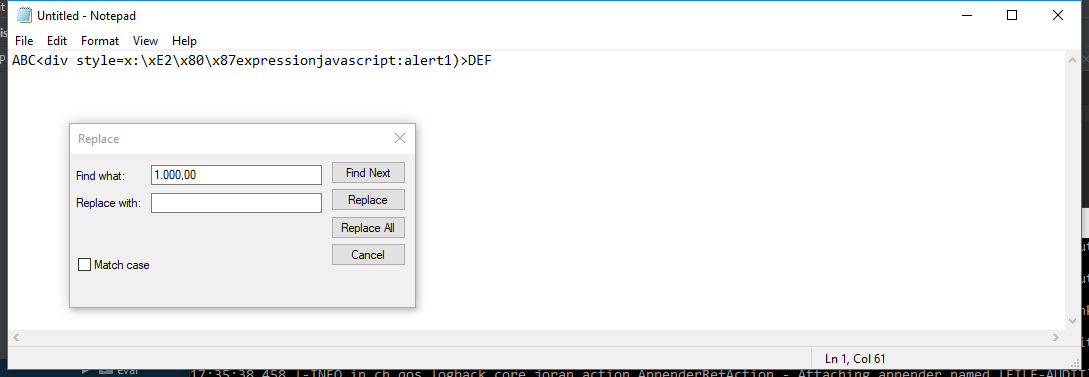 Untitled - Notepad
File Edit Format View Help
ABC<div style=x:\xE2\x80\x87expressionjavascript:alert1)>DEF
Replace
Find what: 1.000,00 Find Next
Replace with: Replace
Replace All
Cancel
Match case
Ln 1, Col 61
eval
17:35:38,458 |-INFO in ch.qos.logback.core.joran.action.AppenderRefAction - Attaching appender named [FILE-AUDIT